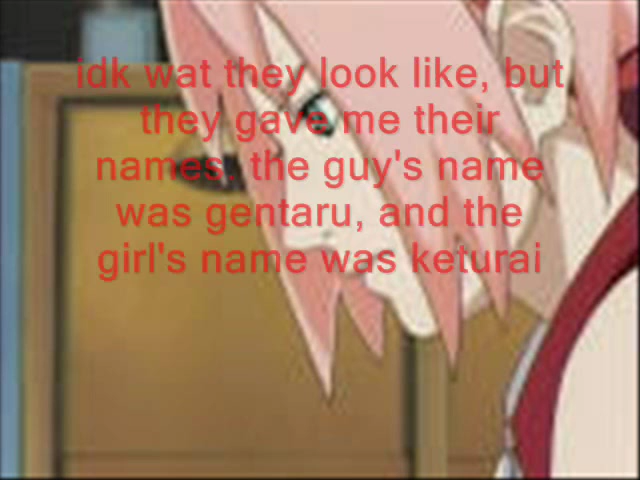 idk wat they look like, but
they gave me their
names. the guy's name
was gentaru, and the
girl's name was keturai